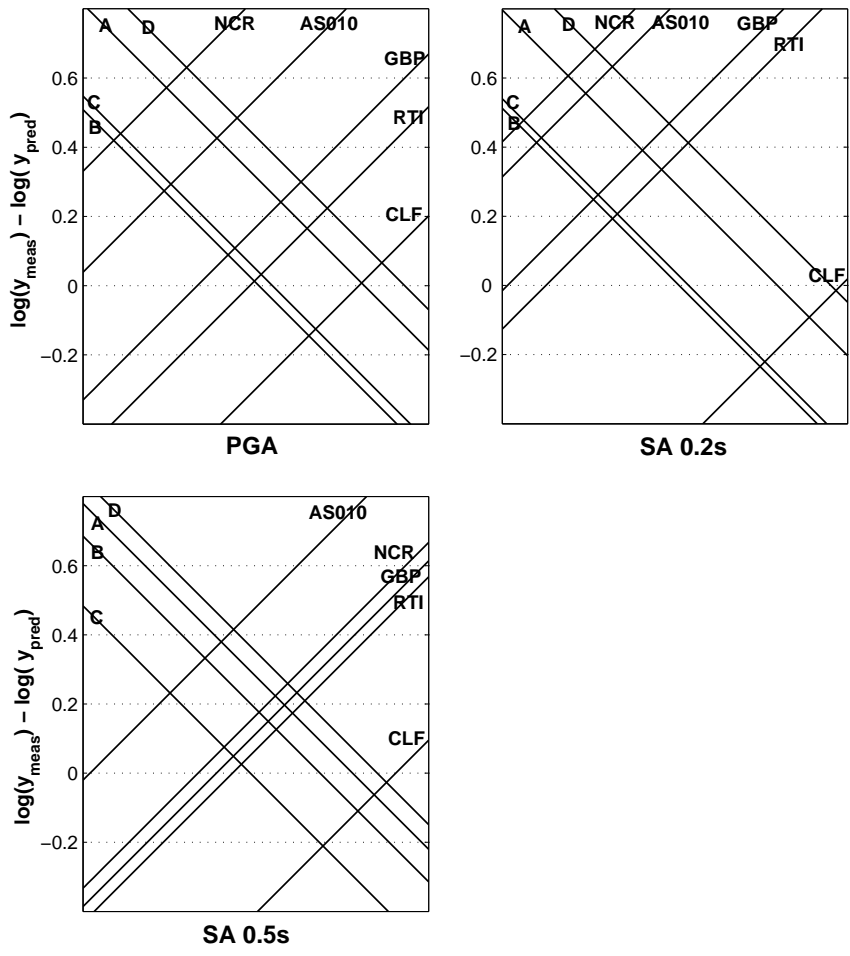 A D NCR AS010
GBP
C
B
RTI
CLF
0.6
0.4
0.2
0
−0.2
log(y_meas) − log( y_pred)
PGA
A D NCR AS010 GBP
RTI
C
B
CLF
0.6
0.4
0.2
0
−0.2
SA 0.2s
D
A
B
C
AS010
NCR
GBP
RTI
CLF
0.6
0.4
0.2
0
−0.2
log(y_meas) − log( y_pred)
SA 0.5s